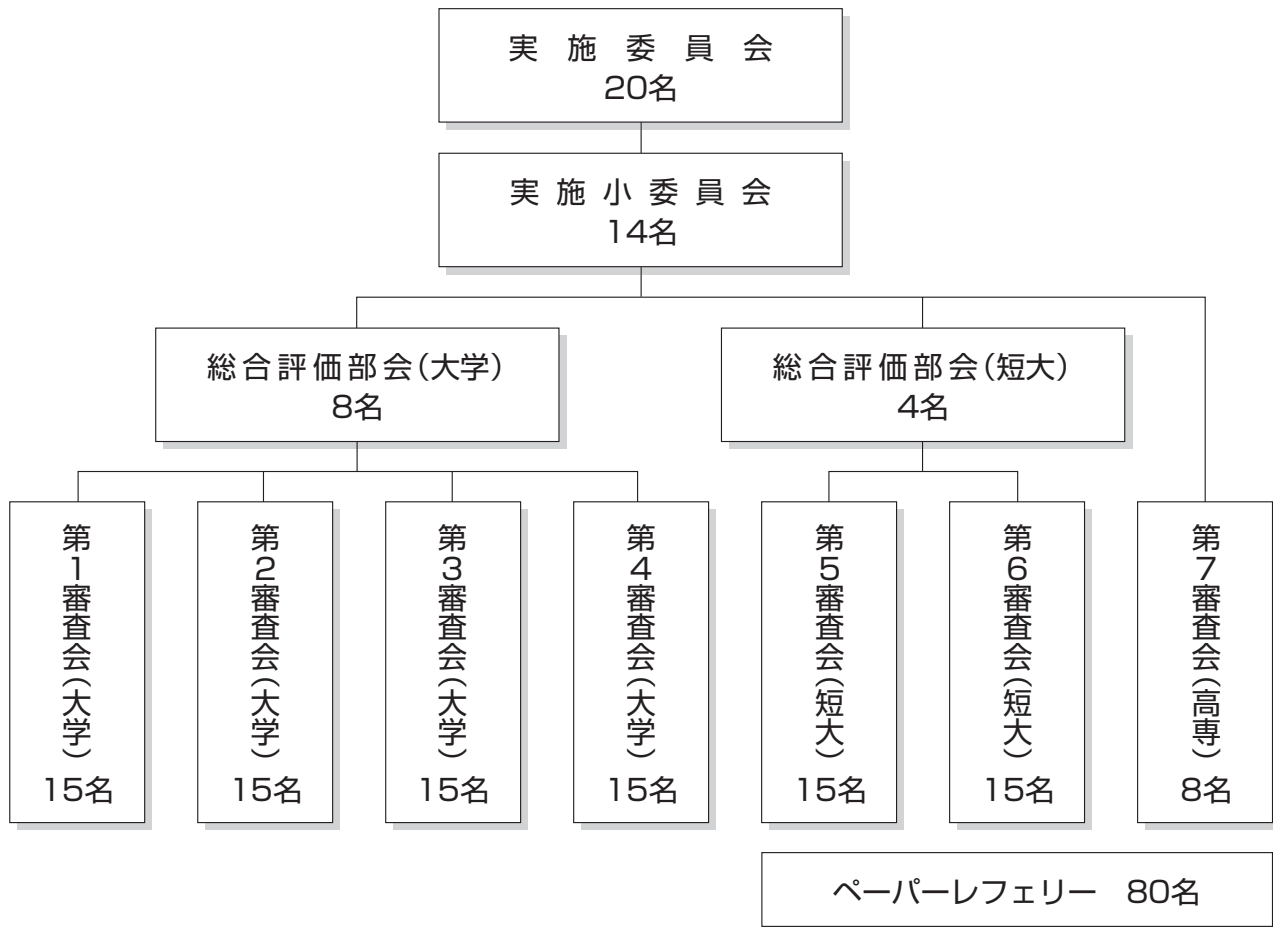 実施委員会
20名
実施小委員会
14名
総合評価部会（大学）
8名
総合評価部会（短大）
4名
第1審査会（大学）
15名
第2審査会（大学）
15名
第3審査会（大学）
15名
第4審査会（大学）
15名
第5審査会（短大）
15名
第6審査会（短大）
15名
第7審査会（高専）
8名
ペーパーレフェリー　80名